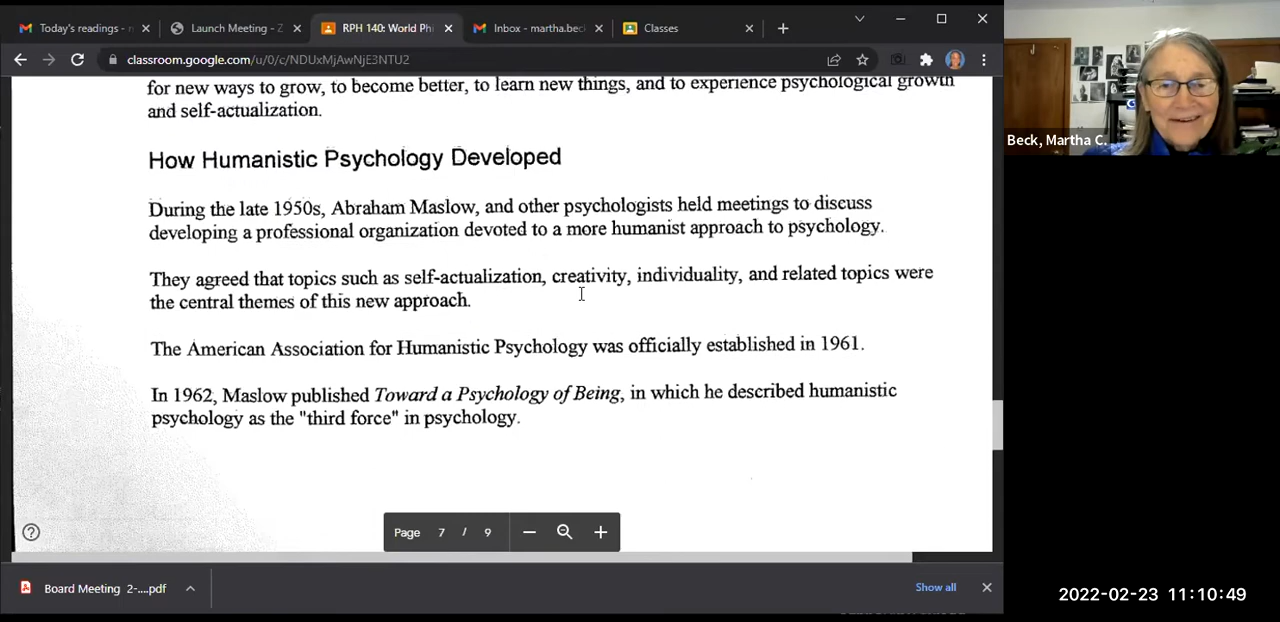 Today's readings - r
Launch Meeting - Z
RPH 140: World Ph
Inbox - martha.bec
Classes
classroom.google.com/u/0/c/NDUxMjAwNjE3NTU2
for new ways to grow, to become better, to learn new things, and to experience psychological growth
and self-actualization.
How Humanistic Psychology Developed
During the late 1950s, Abraham Maslow, and other psychologists held meetings to discuss
developing a professional organization devoted to a more humanist approach to psychology.
They agreed that topics such as self-actualization, creativity, individuality, and related topics were
the central themes of this new approach.
The American Association for Humanistic Psychology was officially established in 1961.
In 1962, Maslow published Toward a Psychology of Being, in which he described humanistic
psychology as the "third force" in psychology.
Page 7 / 9
Board Meeting 2-....pdf
Show all
Beck, Martha C.
2022-02-23 11:10:49